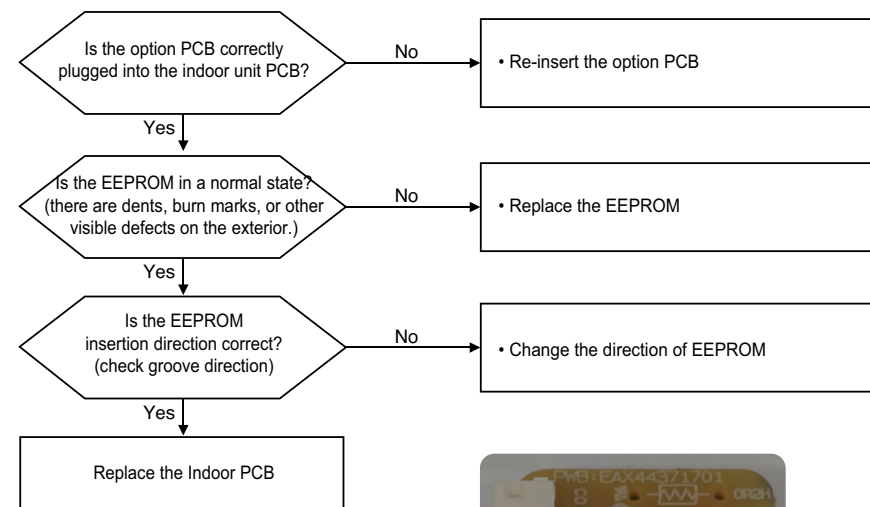 Is the option PCB correctly
plugged into the indoor unit PCB?
No
• Re-insert the option PCB
Yes
Is the EEPROM in a normal state?
(there are dents, burn marks, or other
visible defects on the exterior.)
No
• Replace the EEPROM
Yes
Is the EEPROM
insertion direction correct?
(check groove direction)
No
• Change the direction of EEPROM
Yes
Replace the Indoor PCB
PWB:EAX44371701